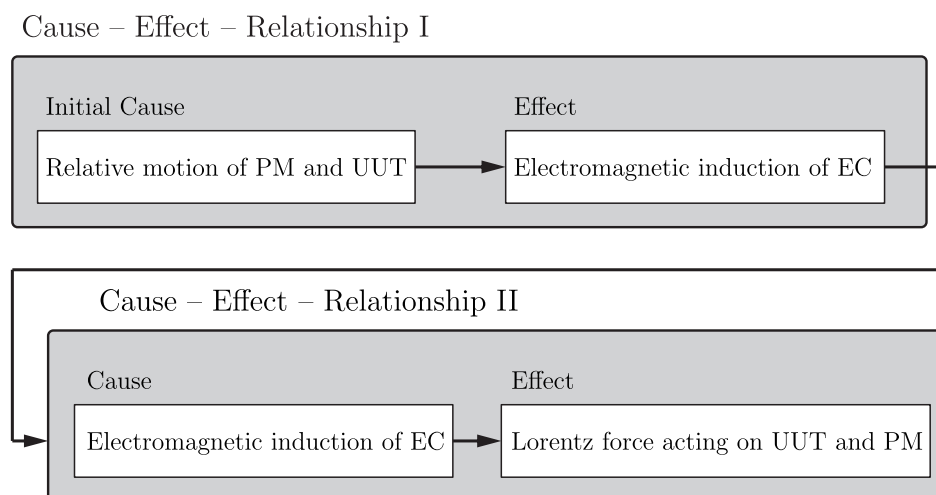 Cause – Effect – Relationship I
Initial Cause
Effect
Relative motion of PM and UUT
Electromagnetic induction of EC
Cause – Effect – Relationship II
Cause
Effect
Electromagnetic induction of EC
Lorentz force acting on UUT and PM